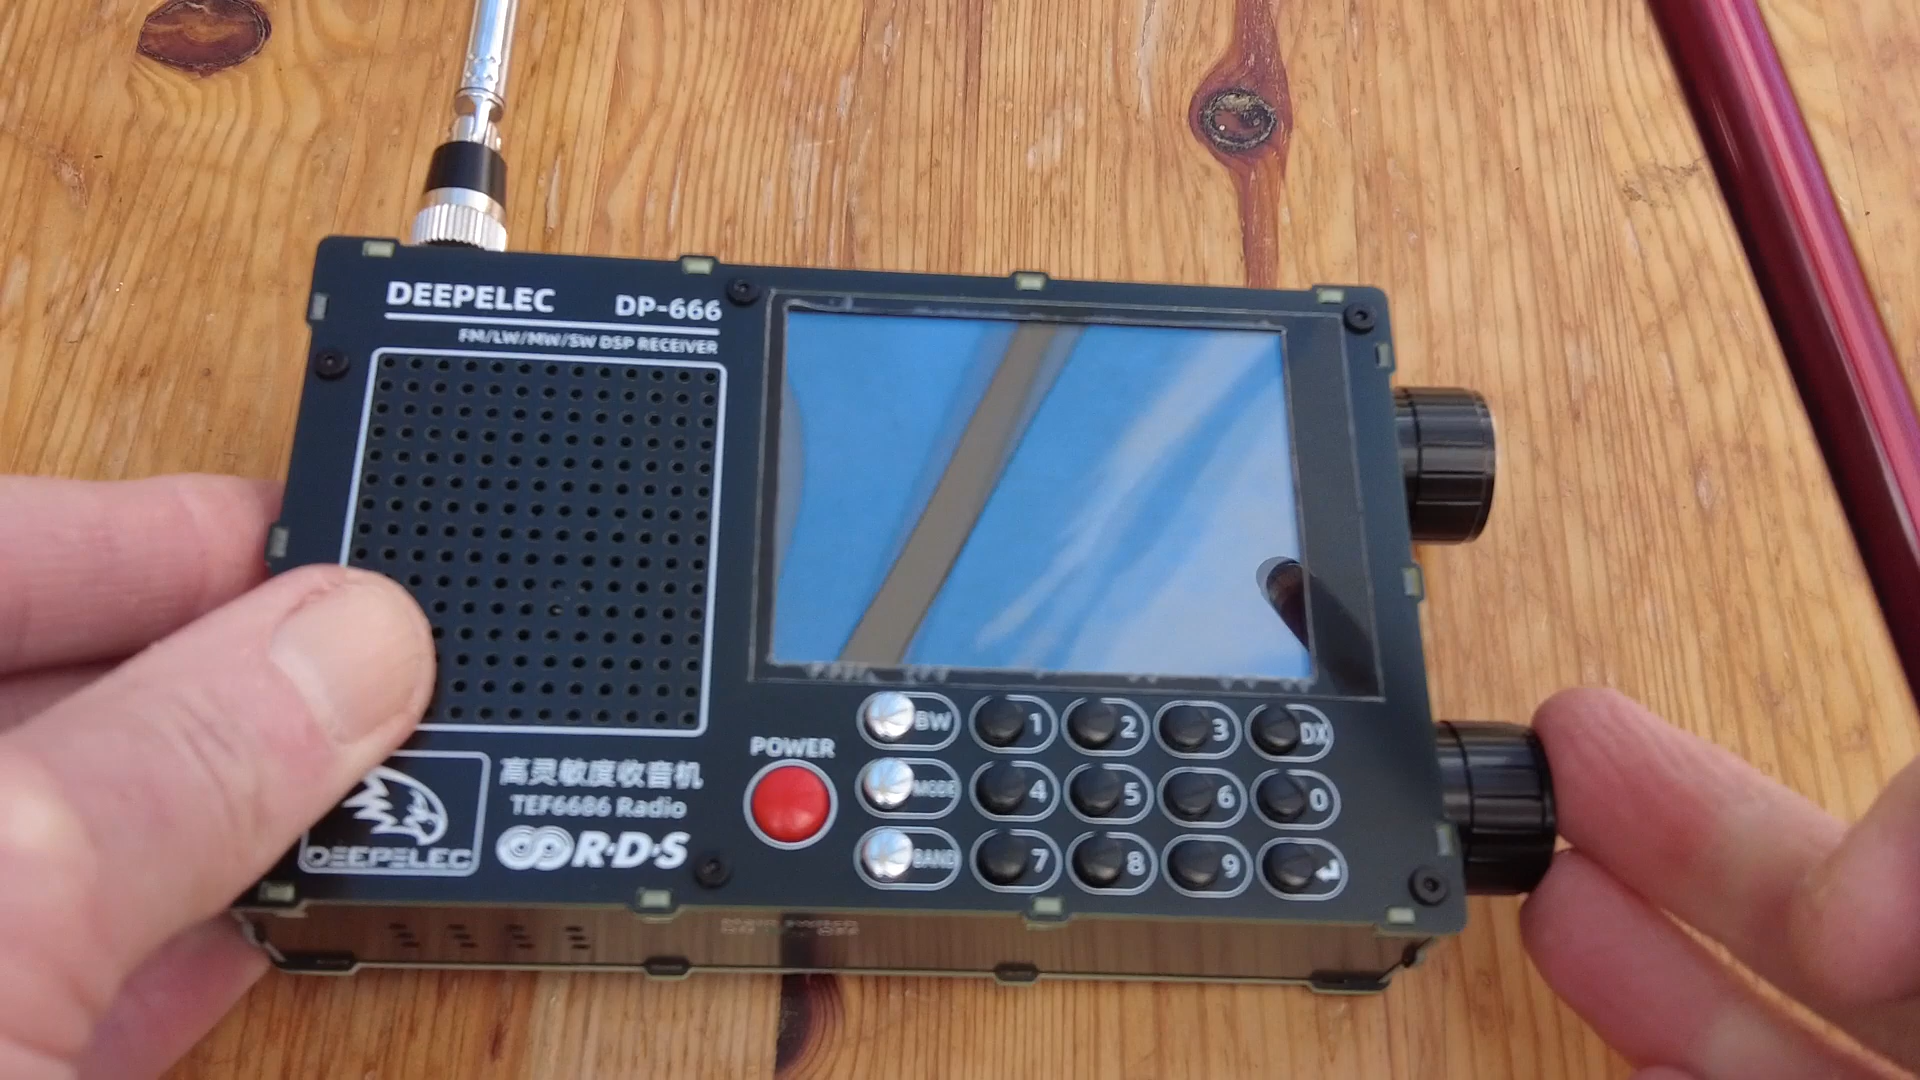 DEEPELEC DP-666
FM/LW/MW/SW DSP RECEIVER
高灵敏度收音机
TEF6686 Radio
R·D·S
DEEPELEC
POWER
BW 1 2 3 DX
MODE 4 5 6 0
BAND 7 8 9 ↵